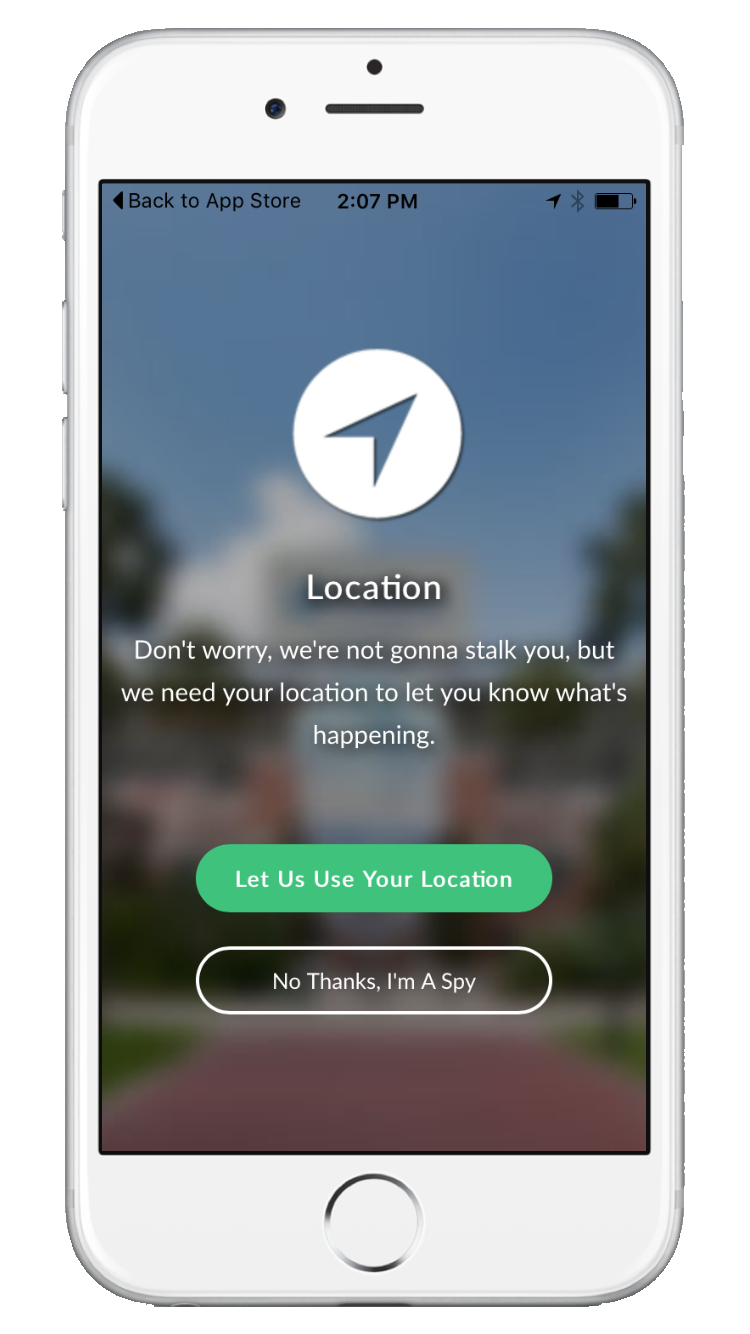 Back to App Store 2:07 PM
Location
Don't worry, we're not gonna stalk you, but
we need your location to let you know what's
happening.
Let Us Use Your Location
No Thanks, I'm A Spy